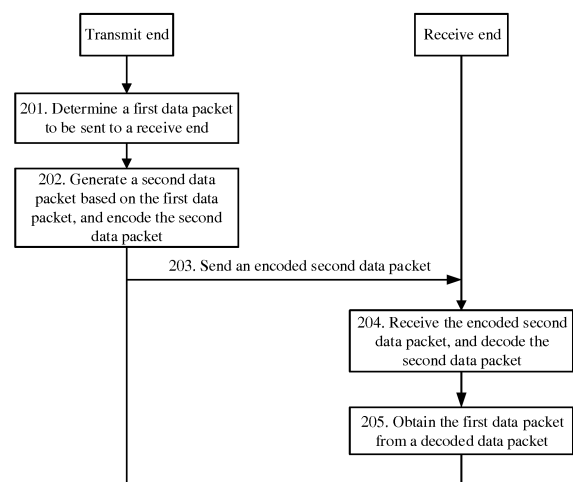 Transmit end
Receive end
201. Determine a first data packet
to be sent to a receive end
202. Generate a second data
packet based on the first data
packet, and encode the second
data packet
203. Send an encoded second data packet
204. Receive the encoded second
data packet, and decode the
second data packet
205. Obtain the first data packet
from a decoded data packet